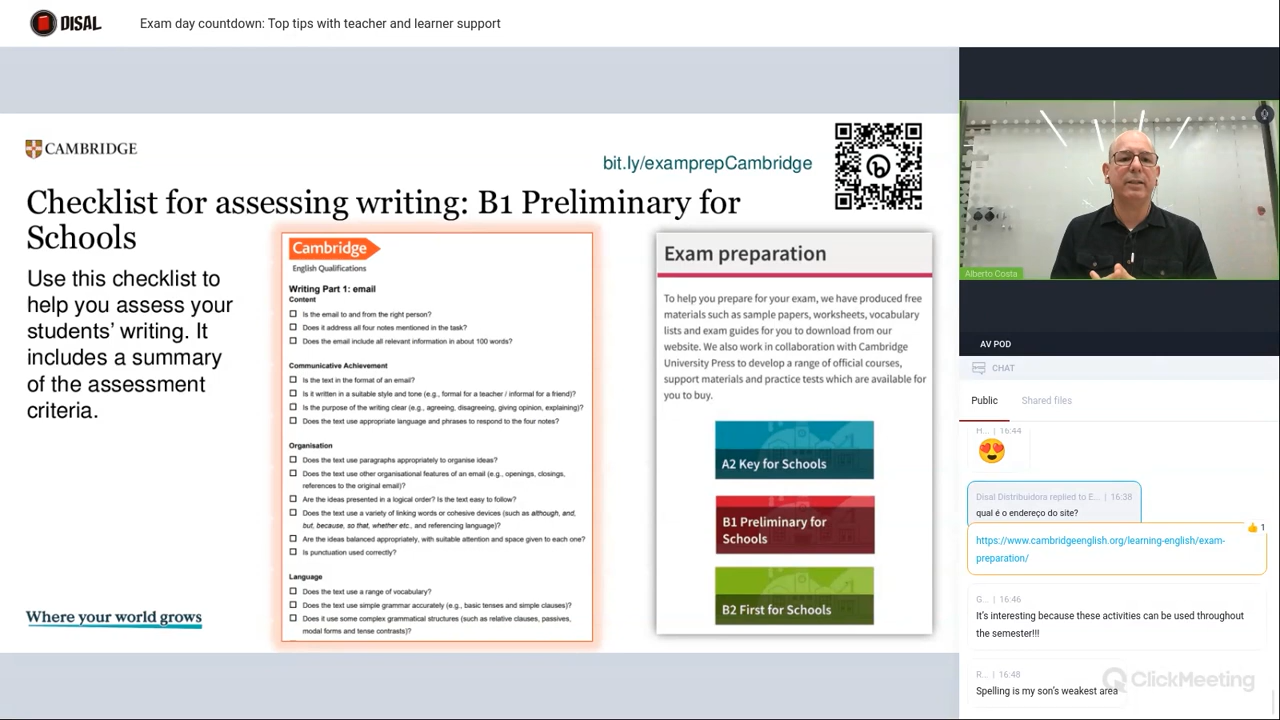 DISAL
Exam day countdown: Top tips with teacher and learner support
CAMBRIDGE
bit.ly/examprepCambridge
Checklist for assessing writing: B1 Preliminary for
Schools
Use this checklist to
help you assess your
students' writing. It
includes a summary
of the assessment
criteria.
Where your world grows
Cambridge
English Qualifications
Writing Part 1: email
Content
Is the email to and from the right person?
Does it address all four notes mentioned in the task?
Does the email include all relevant information in about 100 words?
Communicative Achievement
Is the text in the format of an email?
Is it written in a suitable style and tone (e.g., formal for a teacher / informal for a friend)?
Is the purpose of the writing clear (e.g., agreeing, disagreeing, giving opinion, explaining)?
Does the text use appropriate language and phrases to respond to the four notes?
Organisation
Does the text use paragraphs appropriately to organise ideas?
Does the text use other organisational features of an email (e.g., openings, closings,
references to the original email)?
Are the ideas presented in a logical order? Is the text easy to follow?
Does the text use a variety of linking words or cohesive devices (such as although, and,
but, because, so that, whether etc., and referencing language)?
Are the ideas balanced appropriately, with suitable attention and space given to each one?
Is punctuation used correctly?
Language
Does the text use a range of vocabulary?
Does the text use simple grammar accurately (e.g., basic tenses and simple clauses)?
Does it use some complex grammatical structures (such as relative clauses, passives,
modal forms and tense contrasts)?
Exam preparation
To help you prepare for your exam, we have produced free
materials such as sample papers, worksheets, vocabulary
lists and exam guides for you to download from our
website. We also work in collaboration with Cambridge
University Press to develop a range of official courses,
support materials and practice tests which are available for
you to buy.
A2 Key for Schools
B1 Preliminary for
Schools
B2 First for Schools
Alberto Costa
AV POD
CHAT
Public
Shared files
H... | 16:44
Disal Distribuidora replied to E... | 16:38
qual é o endereço do site?
1
https://www.cambridgeenglish.org/learning-english/exam-
preparation/
G... | 16:46
It's interesting because these activities can be used throughout
the semester!!!
R... | 16:48
Spelling is my son's weakest area
ClickMeeting